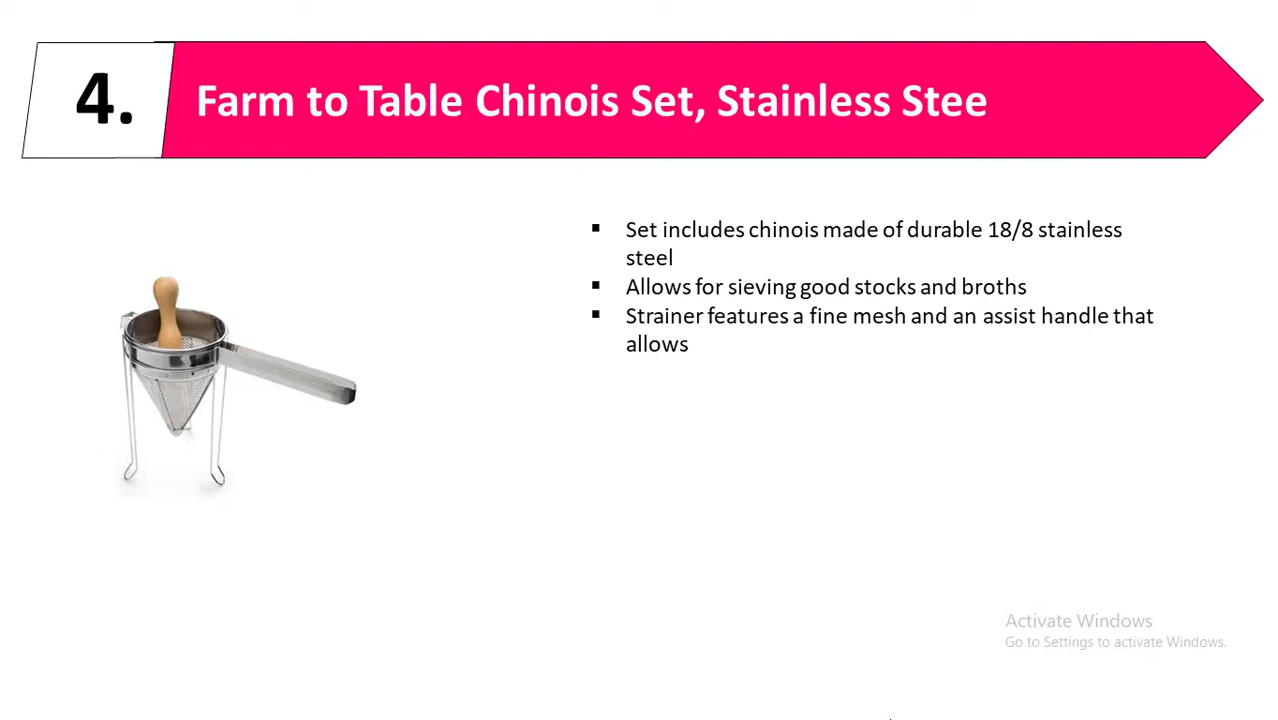 4.
Farm to Table Chinois Set, Stainless Stee
▪ Set includes chinois made of durable 18/8 stainless
steel
▪ Allows for sieving good stocks and broths
▪ Strainer features a fine mesh and an assist handle that
allows
Activate Windows
Go to Settings to activate Windows.